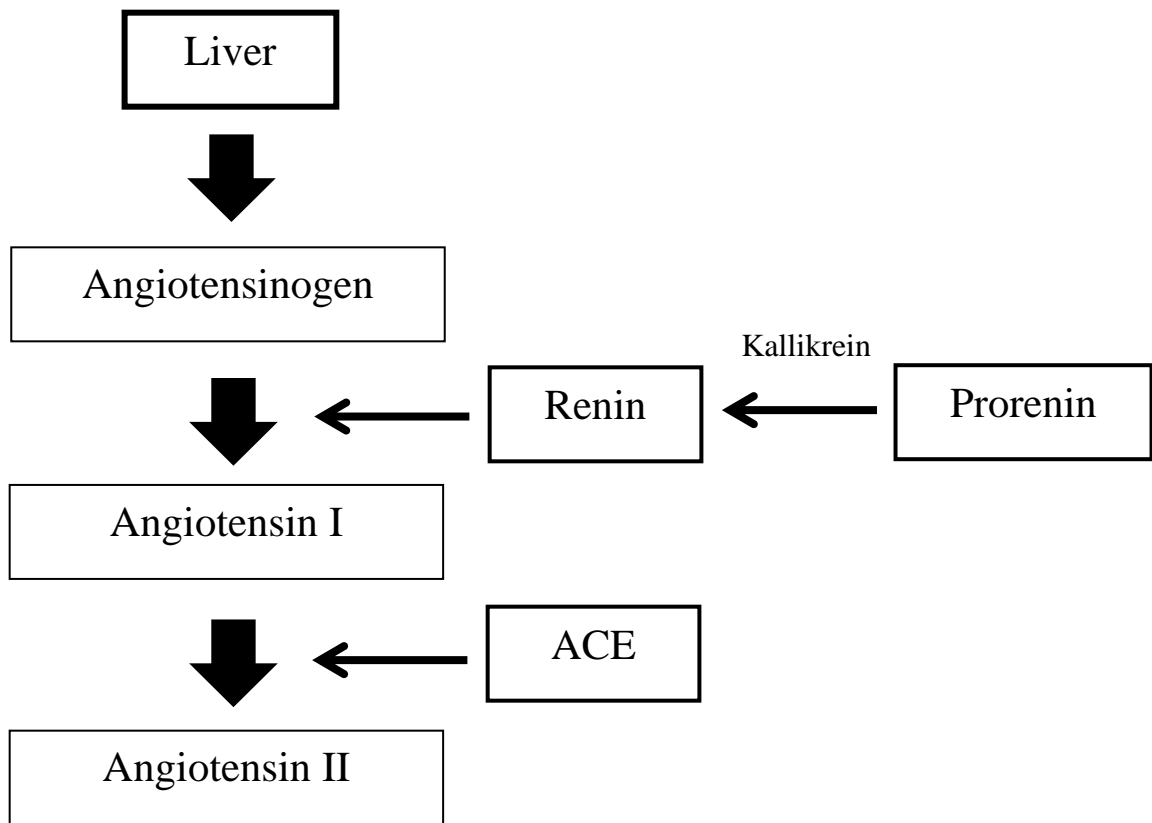 Liver
Angiotensinogen
Kallikrein
Renin
Prorenin
Angiotensin I
ACE
Angiotensin II